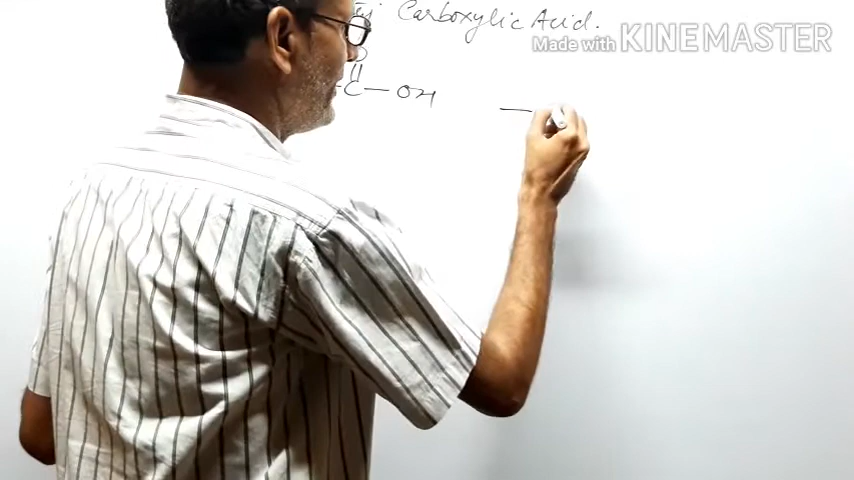 Carboxylic Acid.
Made with KINEMASTER
O
||
C — OH